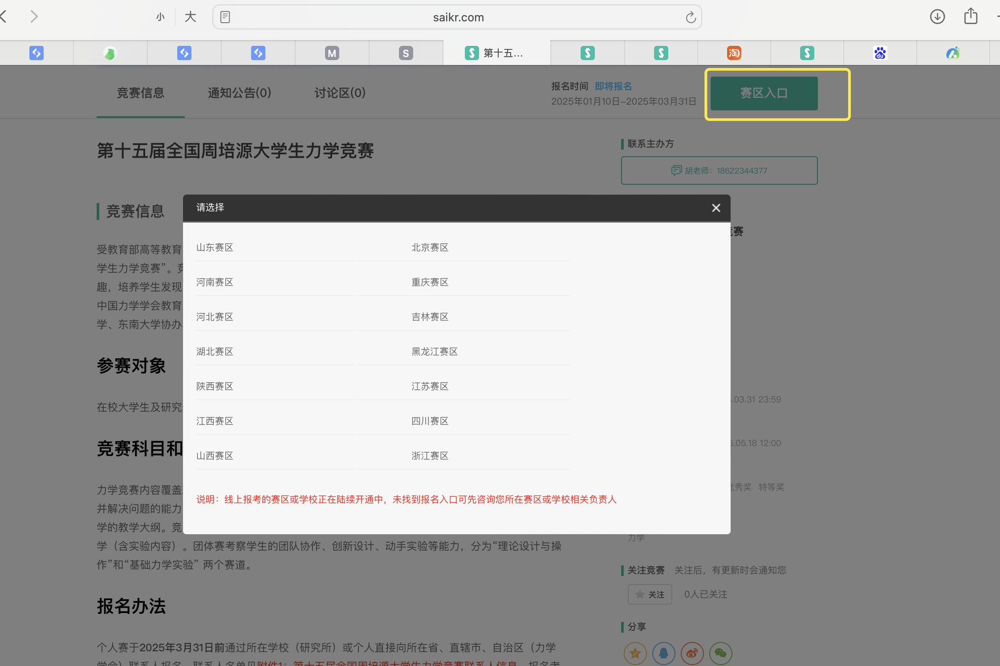 小 大 saikr.com
M S 第十五... 淘 du
竞赛信息 通知公告(0) 讨论区(0) 报名时间 即将报名 赛区入口
2025年01月10日-2025年03月31日
第十五届全国周培源大学生力学竞赛
联系主办方
胡老师：18622344377
请选择
竞赛信息
赛
受教育部高等教育
山东赛区 北京赛区
学生力学竞赛”。竞
河南赛区 重庆赛区
趣，培养学生发现
中国力学学会教育
河北赛区 吉林赛区
学、东南大学协办
湖北赛区 黑龙江赛区
参赛对象
陕西赛区 江苏赛区
.03.31 23:59
在校大学生及研究
江西赛区 四川赛区
5.05.18 12:00
竞赛科目和
山西赛区 浙江赛区
力学竞赛内容覆盖
优秀奖 特等奖
说明：线上报考的赛区或学校正在陆续开通中，未找到报名入口可先咨询您所在赛区或学校相关负责人
并解决问题的能力
学的教学大纲。竞
力学
学（含实验内容）。团体赛考察学生的团队协作、创新设计、动手实验等能力，分为“理论设计与操
作”和“基础力学实验” 两个赛道。
关注竞赛 关注后，有更新时会通知您
关注 0人已关注
报名办法
分享
个人赛于2025年3月31日前通过所在学校（研究所）或个人直接向所在省、直辖市、自治区（力学
学会）联系人报名，联系人名单见附件1：第十五届全国周培源大学生力学竞赛联系人信息。报名者